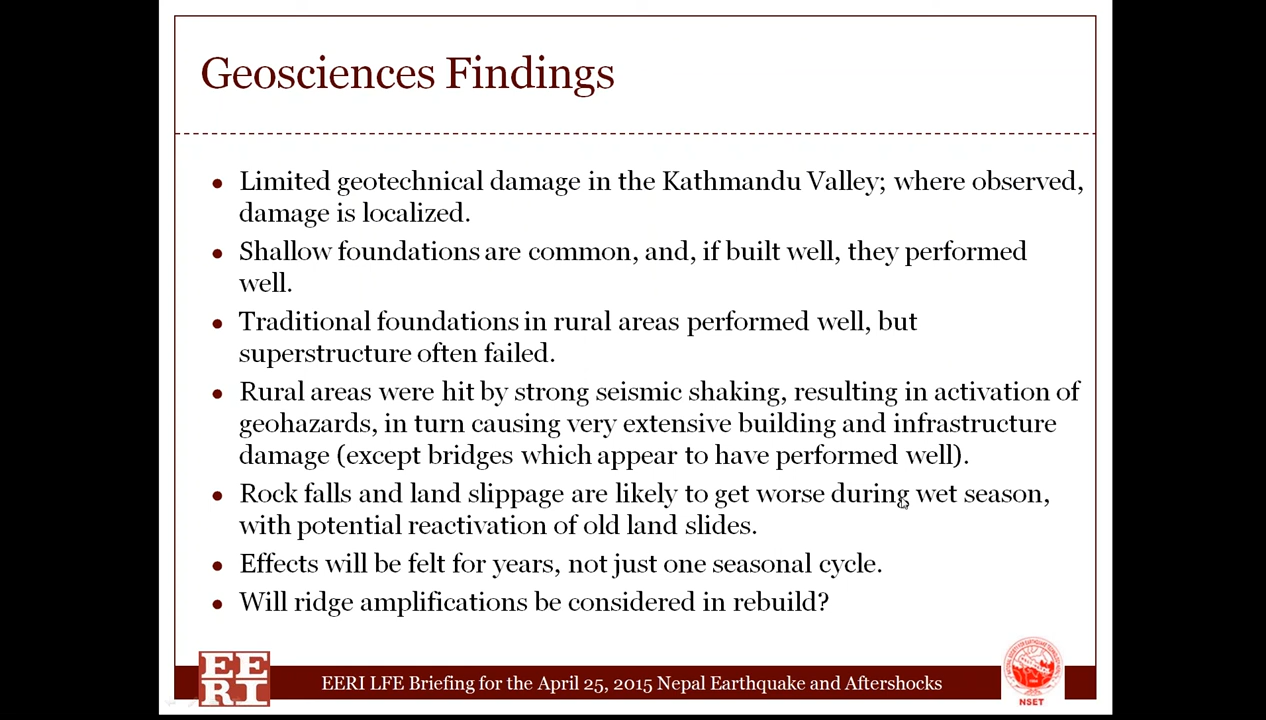 Geosciences Findings
Limited geotechnical damage in the Kathmandu Valley; where observed,
damage is localized.
Shallow foundations are common, and, if built well, they performed
well.
Traditional foundations in rural areas performed well, but
superstructure often failed.
Rural areas were hit by strong seismic shaking, resulting in activation of
geohazards, in turn causing very extensive building and infrastructure
damage (except bridges which appear to have performed well).
Rock falls and land slippage are likely to get worse during wet season,
with potential reactivation of old land slides.
Effects will be felt for years, not just one seasonal cycle.
Will ridge amplifications be considered in rebuild?
EE
RI
EERI LFE Briefing for the April 25, 2015 Nepal Earthquake and Aftershocks
NSET